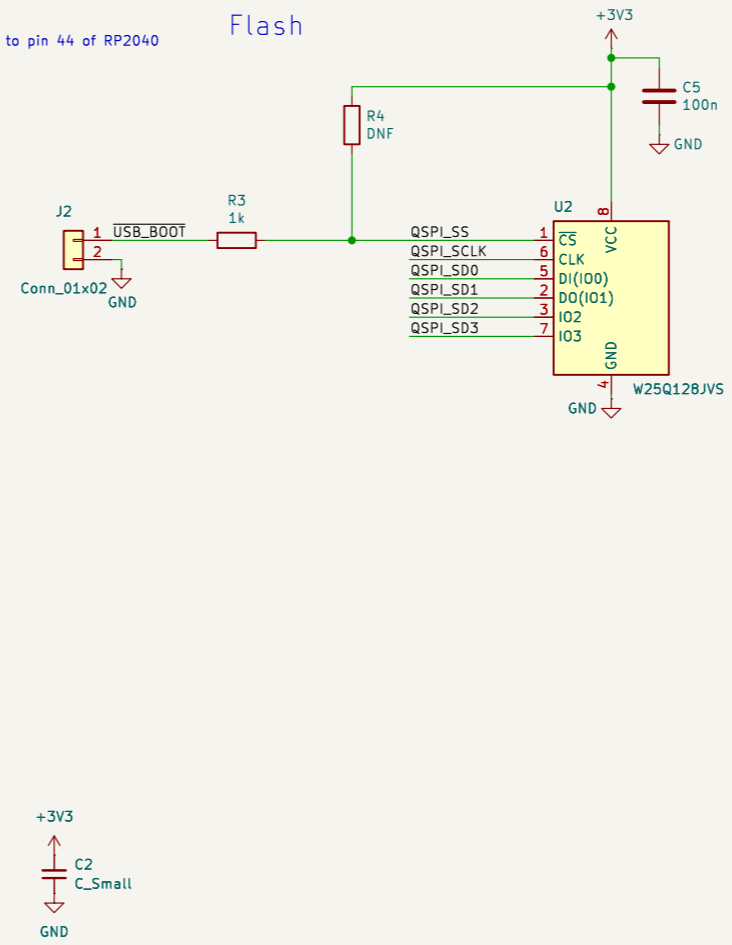 Flash
to pin 44 of RP2040
+3V3
C5
100n
GND
R4
DNF
J2
1
2
USB_BOOT
Conn_01x02
GND
R3
1k
U2
8
VCC
QSPI_SS
1
CS
QSPI_SCLK
6
CLK
QSPI_SD0
5
DI(IO0)
QSPI_SD1
2
DO(IO1)
QSPI_SD2
3
IO2
QSPI_SD3
7
IO3
GND
4
W25Q128JVS
GND
+3V3
C2
C_Small
GND